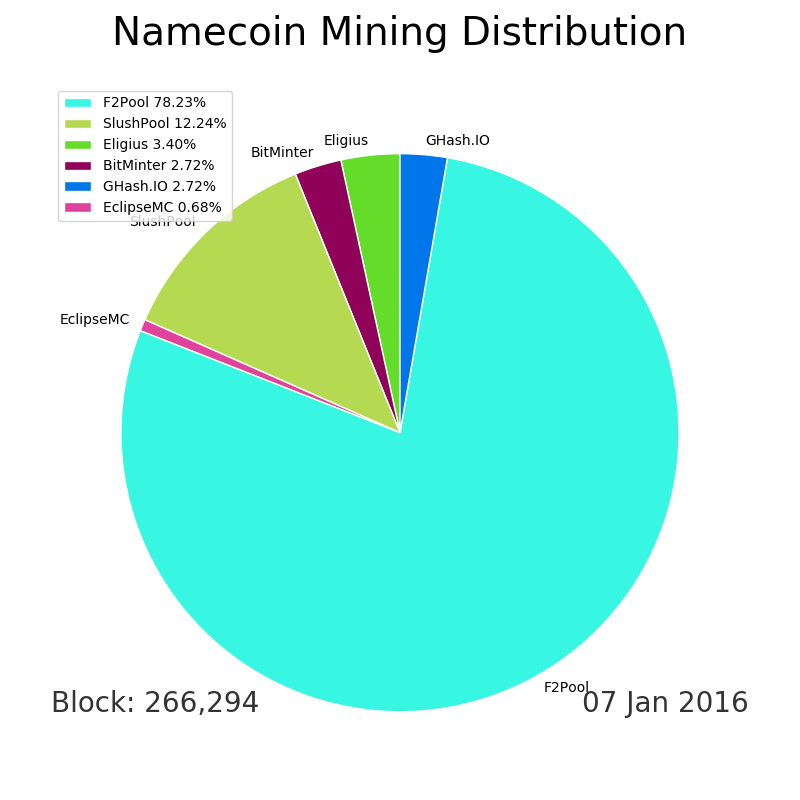 Namecoin Mining Distribution
F2Pool 78.23%
SlushPool 12.24%
Eligius 3.40%
BitMinter 2.72%
GHash.IO 2.72%
EclipseMC 0.68%
Eligius
GHash.IO
BitMinter
SlushPool
EclipseMC
F2Pool
Block: 266,294
07 Jan 2016